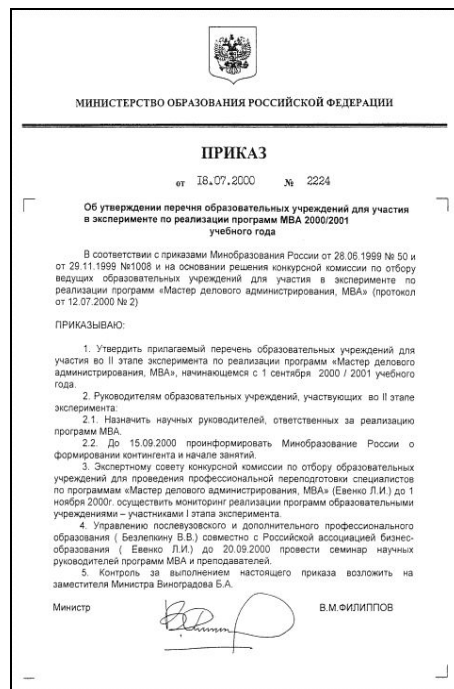 МИНИСТЕРСТВО ОБРАЗОВАНИЯ РОССИЙСКОЙ ФЕДЕРАЦИИ
ПРИКАЗ
от 18.07.2000 № 2224
Об утверждении перечня образовательных учреждений для участия
в эксперименте по реализации программ МВА 2000/2001
учебного года
В соответствии с приказами Минобразования России от 28.06.1999 № 50 и
от 29.11.1999 №1008 и на основании решения конкурсной комиссии по отбору
ведущих образовательных учреждений для участия в эксперименте по
реализации программ «Мастер делового администрирования, МВА» (протокол
от 12.07.2000 № 2)
ПРИКАЗЫВАЮ:
1. Утвердить прилагаемый перечень образовательных учреждений для
участия во II этапе эксперимента по реализации программ «Мастер делового
администрирования, МВА», начинающемся с 1 сентября 2000 / 2001 учебного
года.
2. Руководителям образовательных учреждений, участвующих во II этапе
эксперимента:
2.1. Назначить научных руководителей, ответственных за реализацию
программ МВА.
2.2. До 15.09.2000 проинформировать Минобразование России о
формировании контингента и начале занятий.
3. Экспертному совету конкурсной комиссии по отбору образовательных
учреждений для проведения профессиональной переподготовки специалистов
по программам «Мастер делового администрирования, МВА» (Евенко Л.И.) до 1
ноября 2000г. осуществить мониторинг реализации программ образовательными
учреждениями – участниками I этапа эксперимента.
4. Управлению послевузовского и дополнительного профессионального
образования ( Безлепкину В.В.) совместно с Российской ассоциацией бизнес-
образования ( Евенко Л.И.) до 20.09.2000 провести семинар научных
руководителей программ МВА и преподавателей.
5. Контроль за выполнением настоящего приказа возложить на
заместителя Министра Виноградова Б.А.
Министр В.М.ФИЛИППОВ